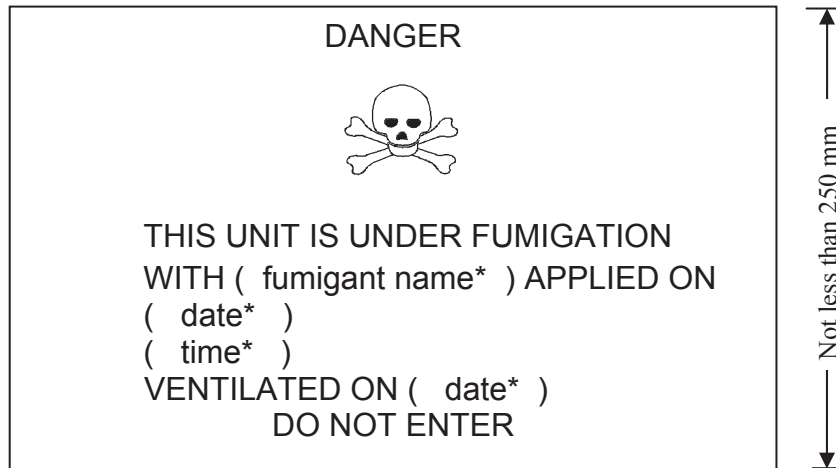 DANGER
THIS UNIT IS UNDER FUMIGATION
WITH ( fumigant name* ) APPLIED ON
( date* )
( time* )
VENTILATED ON ( date* )
DO NOT ENTER
Not less than 250 mm